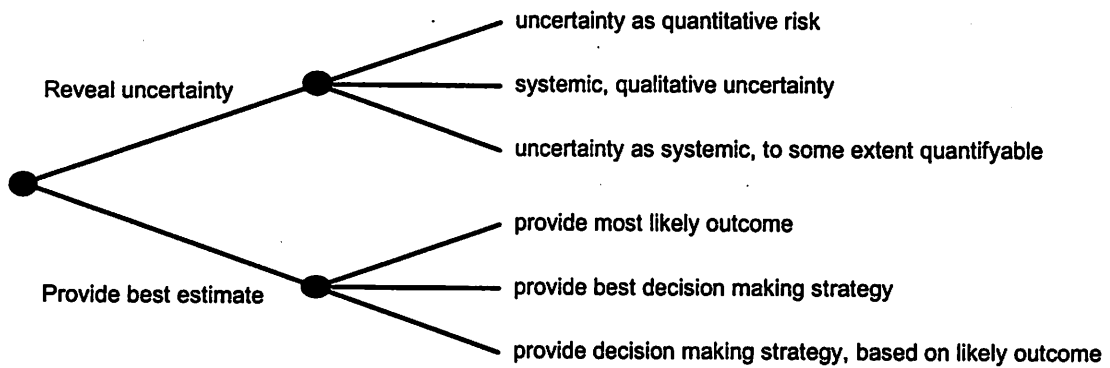 uncertainty as quantitative risk
Reveal uncertainty
systemic, qualitative uncertainty
uncertainty as systemic, to some extent quantifyable
provide most likely outcome
Provide best estimate
provide best decision making strategy
provide decision making strategy, based on likely outcome